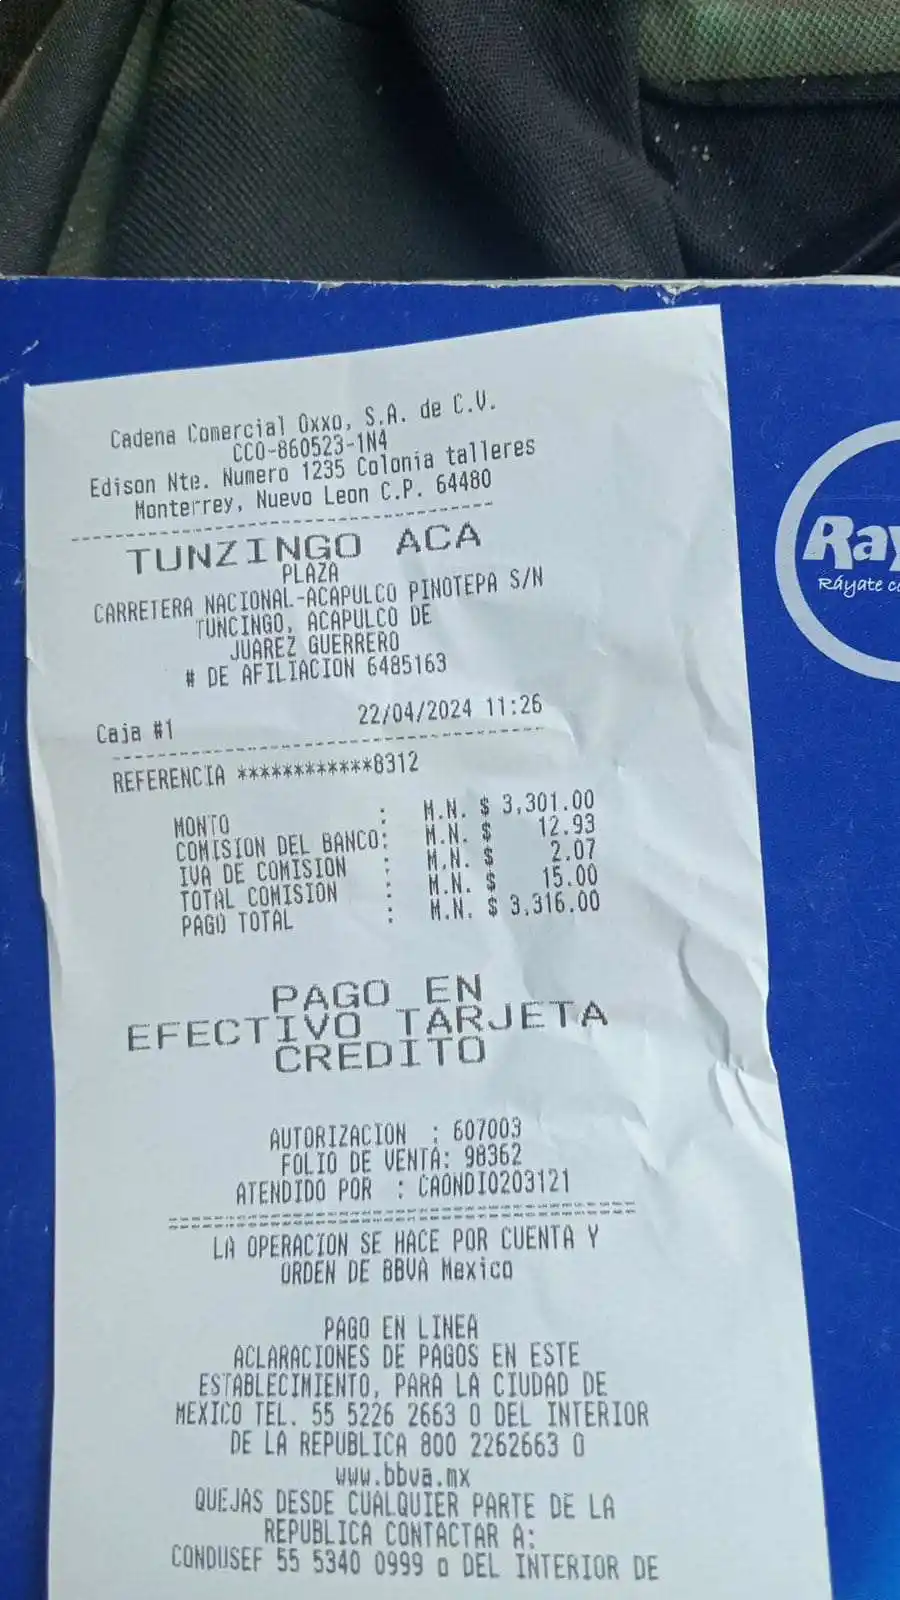 Cadena Comercial Oxxo, S.A. de C.V.
CCO-860523-1N4
Edison Nte. Numero 1235 Colonia talleres
Monterrey, Nuevo Leon C.P. 64480
TUNZINGO ACA
PLAZA
CARRETERA NACIONAL-ACAPULCO PINOTEPA S/N
TUNCINGO, ACAPULCO DE
JUAREZ GUERRERO
# DE AFILIACION 6485163
Caja #1 22/04/2024 11:26
REFERENCIA ************8312
MONTO : M.N. $ 3,301.00
COMISION DEL BANCO: M.N. $ 12.93
IVA DE COMISION : M.N. $ 2.07
TOTAL COMISION : M.N. $ 15.00
PAGO TOTAL : M.N. $ 3,316.00
PAGO EN
EFECTIVO TARJETA
CREDITO
AUTORIZACION : 607003
FOLIO DE VENTA: 98362
ATENDIDO POR : CAONDIO203121
LA OPERACION SE HACE POR CUENTA Y
ORDEN DE BBVA Mexico
PAGO EN LINEA
ACLARACIONES DE PAGOS EN ESTE
ESTABLECIMIENTO, PARA LA CIUDAD DE
MEXICO TEL. 55 5226 2663 O DEL INTERIOR
DE LA REPUBLICA 800 2262663 O
www.bbva.mx
QUEJAS DESDE CUALQUIER PARTE DE LA
REPUBLICA CONTACTAR A:
CONDUSEF 55 5340 0999 o DEL INTERIOR DE
Ray
Ráyate co